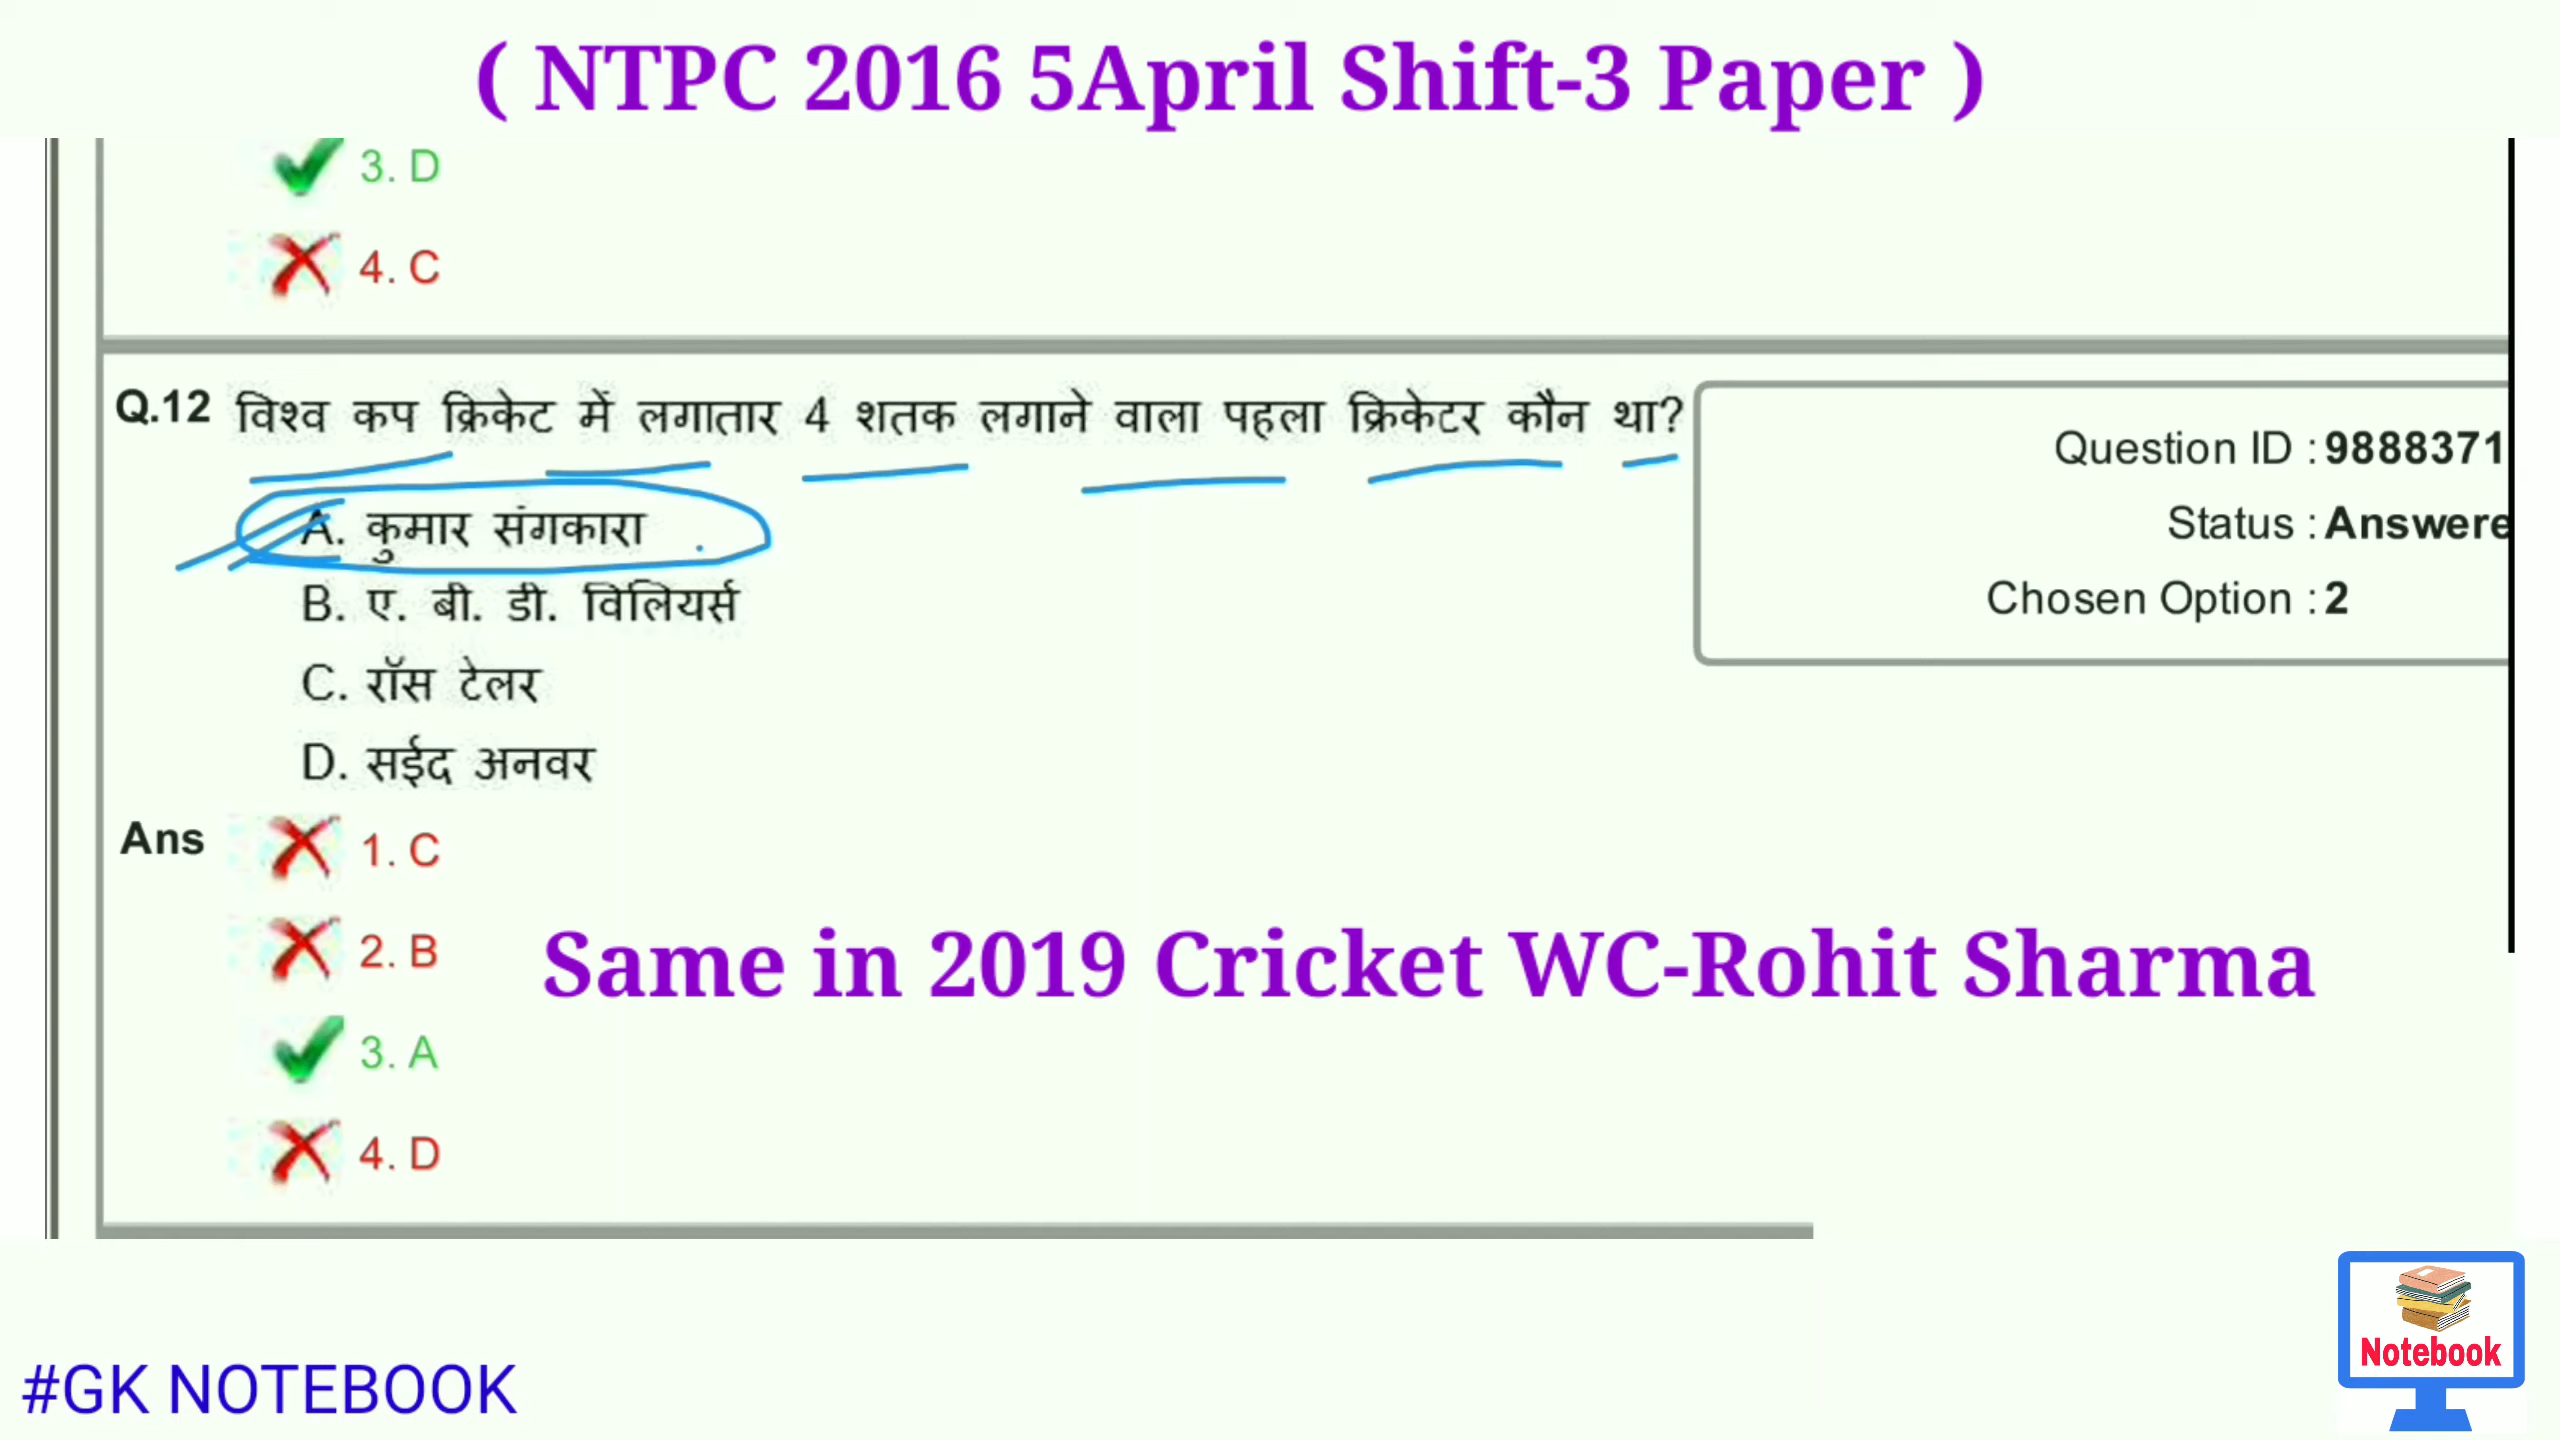 ( NTPC 2016 5April Shift-3 Paper )
3. D
4. C
Q.12 विश्व कप क्रिकेट में लगातार 4 शतक लगाने वाला पहला क्रिकेटर कौन था?
A. कुमार संगकारा
B. ए. बी. डी. विलियर्स
C. रॉस टेलर
D. सईद अनवर
Question ID : 9888371
Status : Answere
Chosen Option : 2
Ans 1. C
2. B
3. A
4. D
Same in 2019 Cricket WC-Rohit Sharma
#GK NOTEBOOK
Notebook